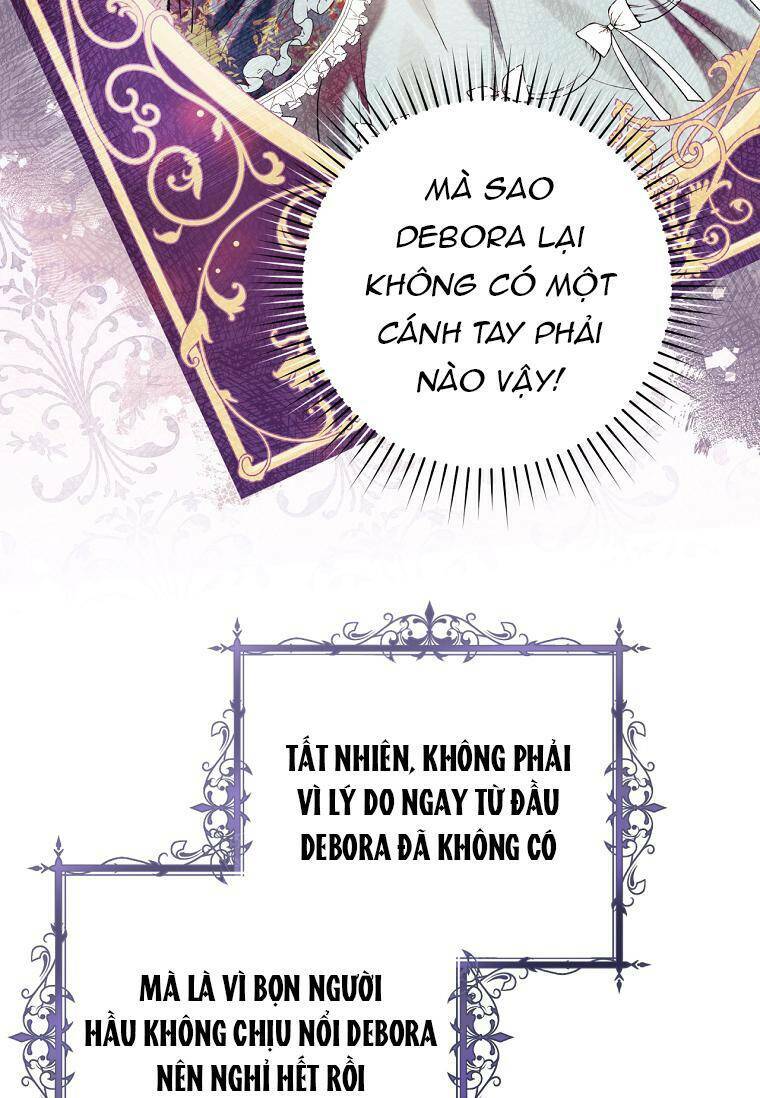 MÀ SAO
DEBORA LẠI
KHÔNG CÓ MỘT
CÁNH TAY PHẢI
NÀO VẬY!
TẤT NHIÊN, KHÔNG PHẢI
VÌ LÝ DO NGAY TỪ ĐẦU
DEBORA ĐÃ KHÔNG CÓ
MÀ LÀ VÌ BỌN NGƯỜI
HẦU KHÔNG CHỊU NỔI DEBORA
NÊN NGHỈ HẾT RỒI